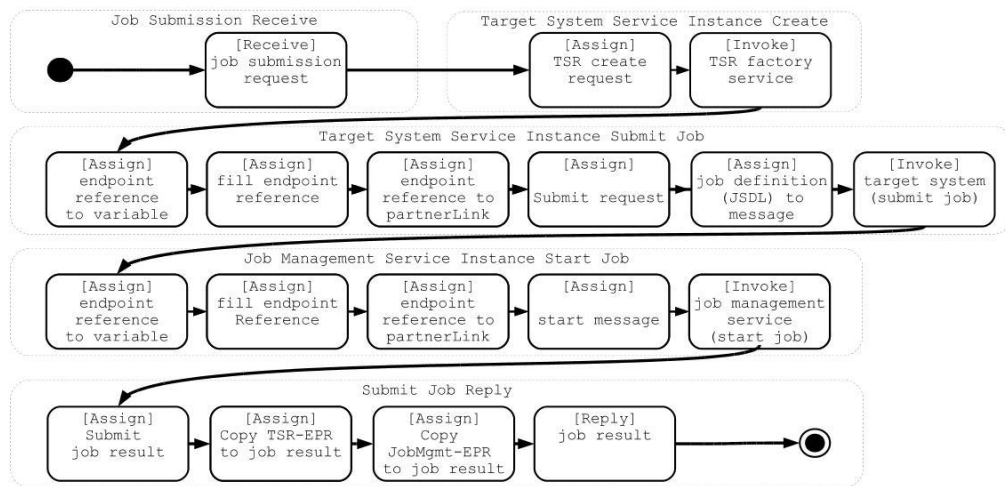 Job Submission Receive
[Receive]
job submission
request
Target System Service Instance Create
[Assign]
TSR create
request
[Invoke]
TSR factory
service
Target System Service Instance Submit Job
[Assign]
endpoint
reference
to variable
[Assign]
fill endpoint
reference
[Assign]
endpoint
reference to
partnerLink
[Assign]
Submit request
[Assign]
job definition
(JSDL) to
message
[Invoke]
target system
(submit job)
Job Management Service Instance Start Job
[Assign]
endpoint
reference
to variable
[Assign]
fill endpoint
Reference
[Assign]
endpoint
reference to
partnerLink
[Assign]
start message
[Invoke]
job management
service
(start job)
Submit Job Reply
[Assign]
Submit
job result
[Assign]
Copy TSR-EPR
to job result
[Assign]
Copy
JobMgmt-EPR
to job result
[Reply]
job result